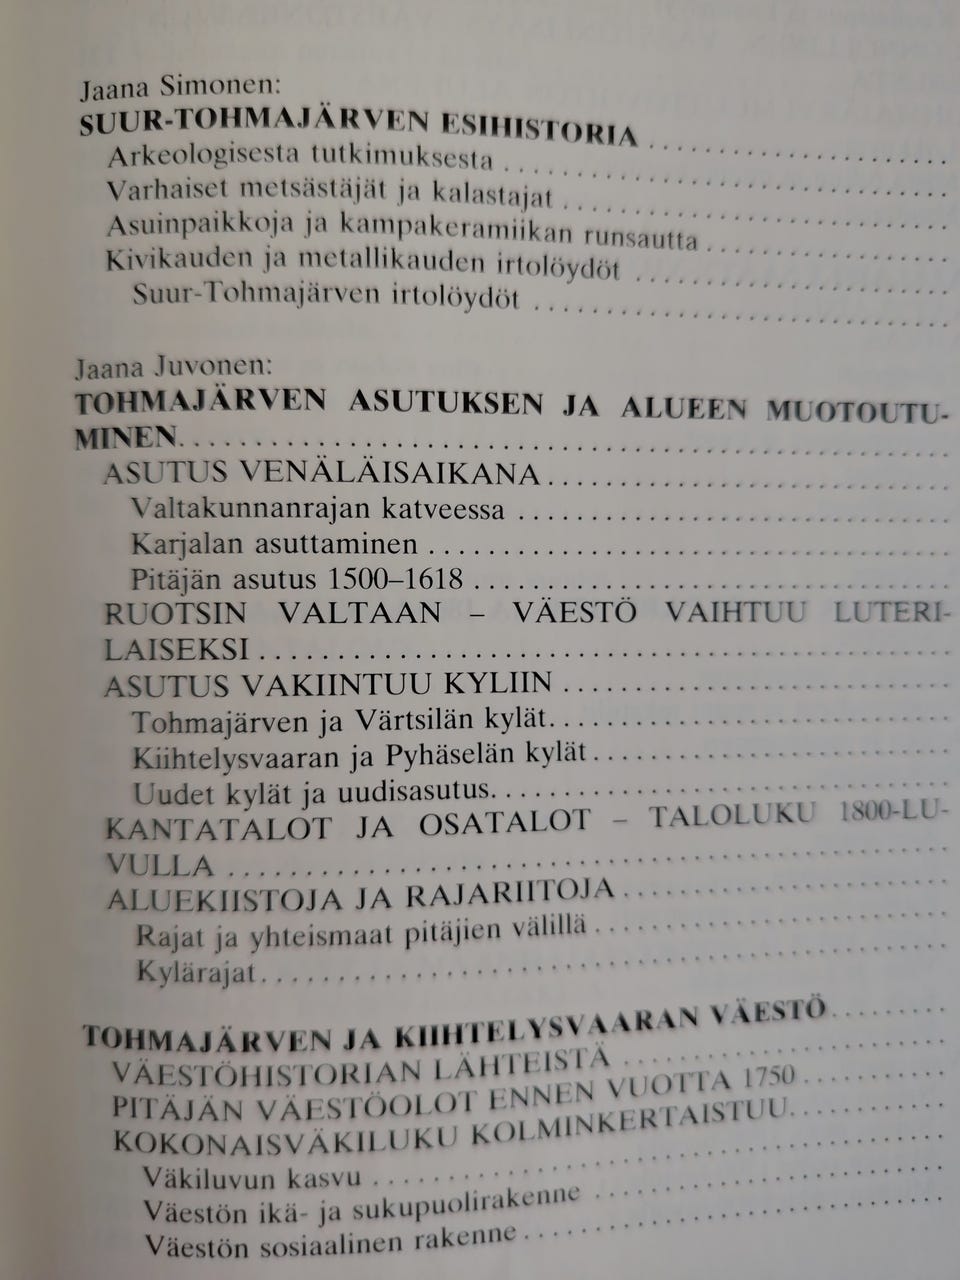 Jaana Simonen:
SUUR-TOHMAJÄRVEN ESIHISTORIA
Arkeologisesta tutkimuksesta
Varhaiset metsästäjät ja kalastajat
Asuinpaikkoja ja kampakeramiikan runsautta
Kivikauden ja metallikauden irtolöydöt
Suur-Tohmajärven irtolöydöt
Jaana Juvonen:
TOHMAJÄRVEN ASUTUKSEN JA ALUEEN MUOTOUTU-
MINEN
ASUTUS VENÄLÄISAIKANA
Valtakunnanrajan katveessa
Karjalan asuttaminen
Pitäjän asutus 1500–1618
RUOTSIN VALTAAN – VÄESTÖ VAIHTUU LUTERI-
LAISEKSI
ASUTUS VAKIINTUU KYLIIN
Tohmajärven ja Värtsilän kylät
Kiihtelysvaaran ja Pyhäselän kylät
Uudet kylät ja uudisasutus
KANTATALOT JA OSATALOT – TALOLUKU 1800-LU-
VULLA
ALUEKIISTOJA JA RAJARIITOJA
Rajat ja yhteismaat pitäjien välillä
Kylärajat
TOHMAJÄRVEN JA KIIHTELYSVAARAN VÄESTÖ
VÄESTÖHISTORIAN LÄHTEISTÄ
PITÄJÄN VÄESTÖOLOT ENNEN VUOTTA 1750
KOKONAISVÄKILUKU KOLMINKERTAISTUU
Väkiluvun kasvu
Väestön ikä- ja sukupuolirakenne
Väestön sosiaalinen rakenne